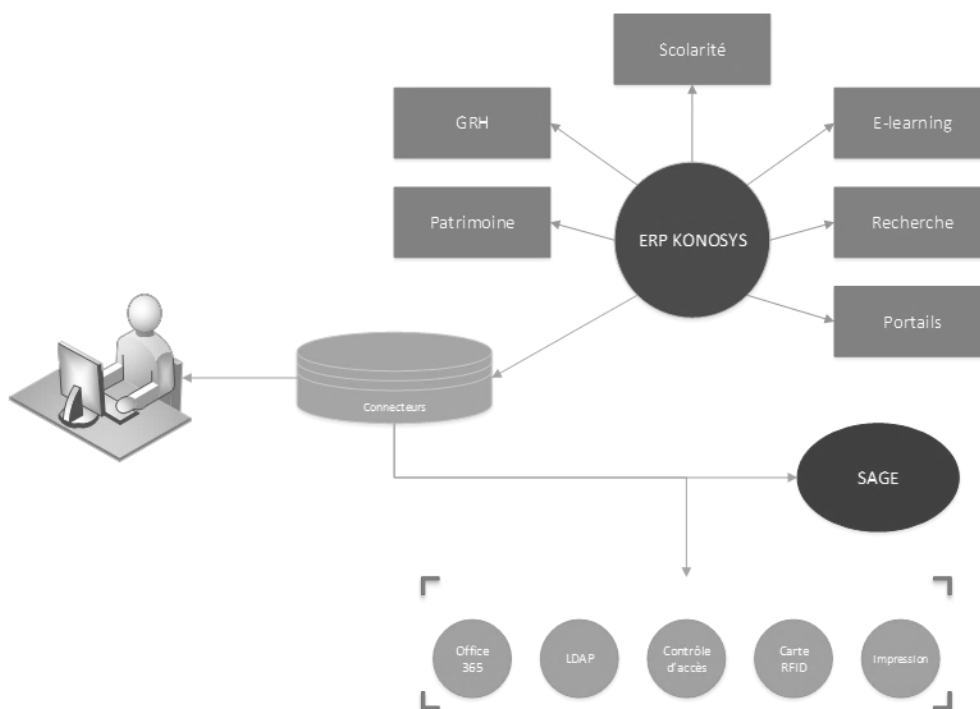 Scolarité
GRH
E-learning
Patrimoine
ERP KONOSYS
Recherche
Portails
Connecteurs
SAGE
Office
365
LDAP
Contrôle
d'accès
Carte
RFID
Impression